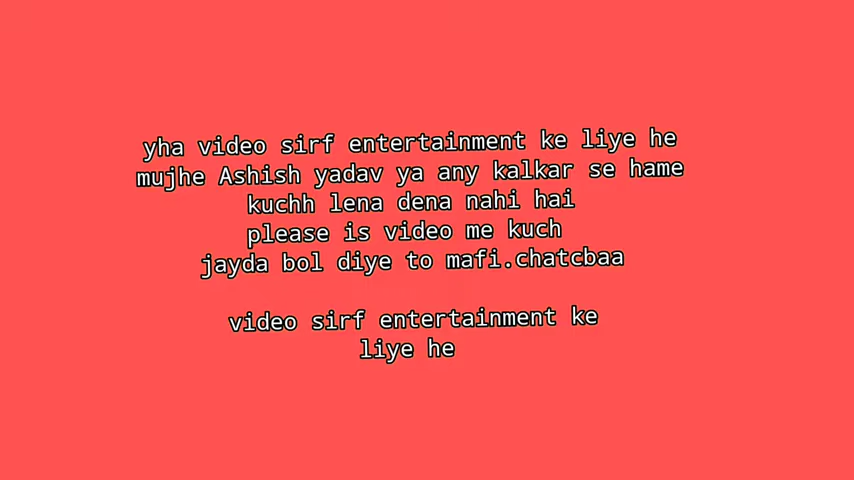 yha video sirf entertainment ke liye he
mujhe Ashish yadav ya any kalkar se hame
kuchh lena dena nahi hai
please is video me kuch
jayda bol diye to mafi.chatcbaa
video sirf entertainment ke
liye he